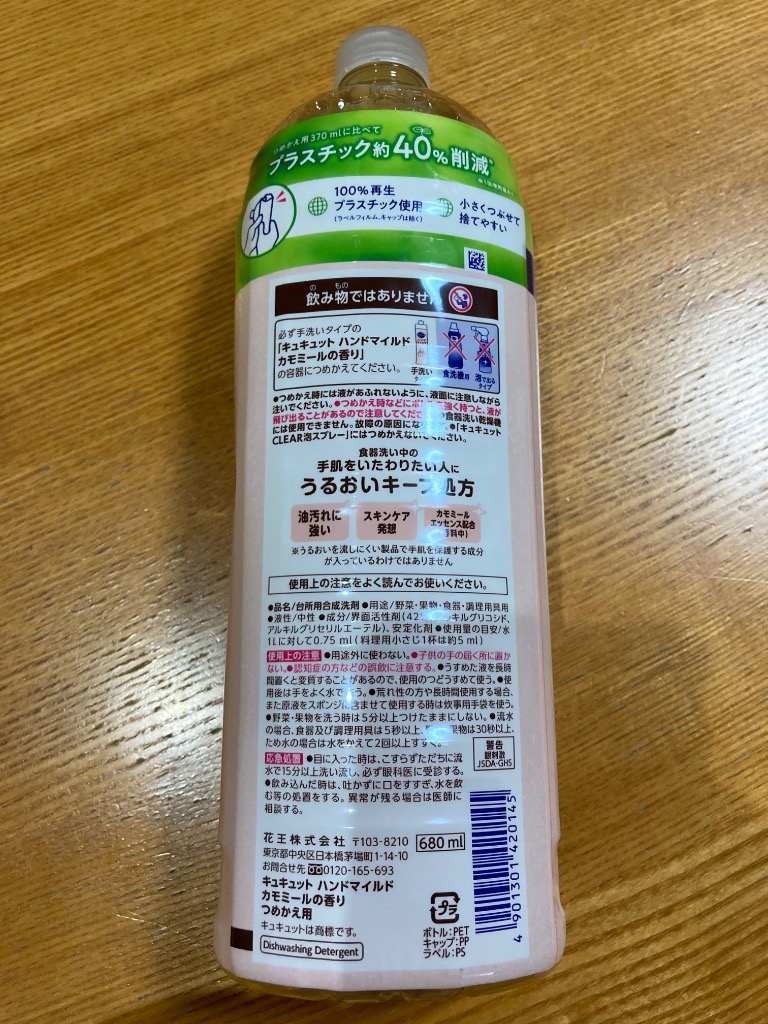 つめかえ用370mlに比べて
プラスチック約40%削減*
100%再生
プラスチック使用
(ラベルフィルム、キャップは除く)
小さくつぶせて
捨てやすい
飲み物ではありません
の もの
必ず手洗いタイプの
「キュキュット ハンドマイルド
カモミールの香り」
の容器につめかえてください。
手洗い
食洗機用
泡で出る
タイプ
●つめかえ時には液があふれないように、液面に注意しながら
注いでください。●つめかえ時などにボトルを強く持つと、液が
飛び出ることがあるので注意してください。食器洗い乾燥機
には使用できません。故障の原因になります。●「キュキュット
CLEAR泡スプレー」にはつめかえないでください。
食器洗い中の
手肌をいたわりたい人に
うるおいキープ処方
油汚れに
強い
スキンケア
発想
カモミール
エッセンス配合
(香料中)
※うるおいを流しにくい製品で手肌を保護する成分
が入っているわけではありません
使用上の注意をよく読んでお使いください。
●品名/台所用合成洗剤 ●用途/野菜・果物・食器・調理用具用
●液性/中性 ●成分/界面活性剤(42 ルキルグリコシド、
アルキルグリセリルエーテル)、安定化剤 ●使用量の目安/水
1Lに対して0.75 ml(料理用小さじ1杯は約5 ml)
使用上の注意 ●用途外に使わない。●子供の手の届く所に置か
ない。●認知症の方などの誤飲に注意する。●うすめた液を長時
間置くと変質することがあるので、使用のつどうすめて使う。●使
用後は手をよく水で う。●荒れ性の方や長時間使用する場合、
また原液をスポンジに含ませて使用する時は炊事用手袋を使う。
●野菜・果物を洗う時は5分以上つけたままにしない。●流水
の場合、食器及び調理用具は5秒以上、 果物は30秒以上、
ため水の場合は水をかえて2回以上すすぐ。
警告
眼刺激
JSDA-GHS
応急処置 ●目に入った時は、こすらずただちに流
水で15分以上洗い流し、必ず眼科医に受診する。
●飲み込んだ時は、吐かずに口をすすぎ、水を飲
む等の処置をする。異常が残る場合は医師に
相談する。
花王株式会社 〒103-8210
東京都中央区日本橋茅場町1-14-10
お問合せ先 0120-165-693
680 ml
キュキュット ハンドマイルド
カモミールの香り
つめかえ用
キュキュットは商標です。
Dishwashing Detergent
プラ
ボトル:PET
キャップ:PP
ラベル:PS
4 901301 420145